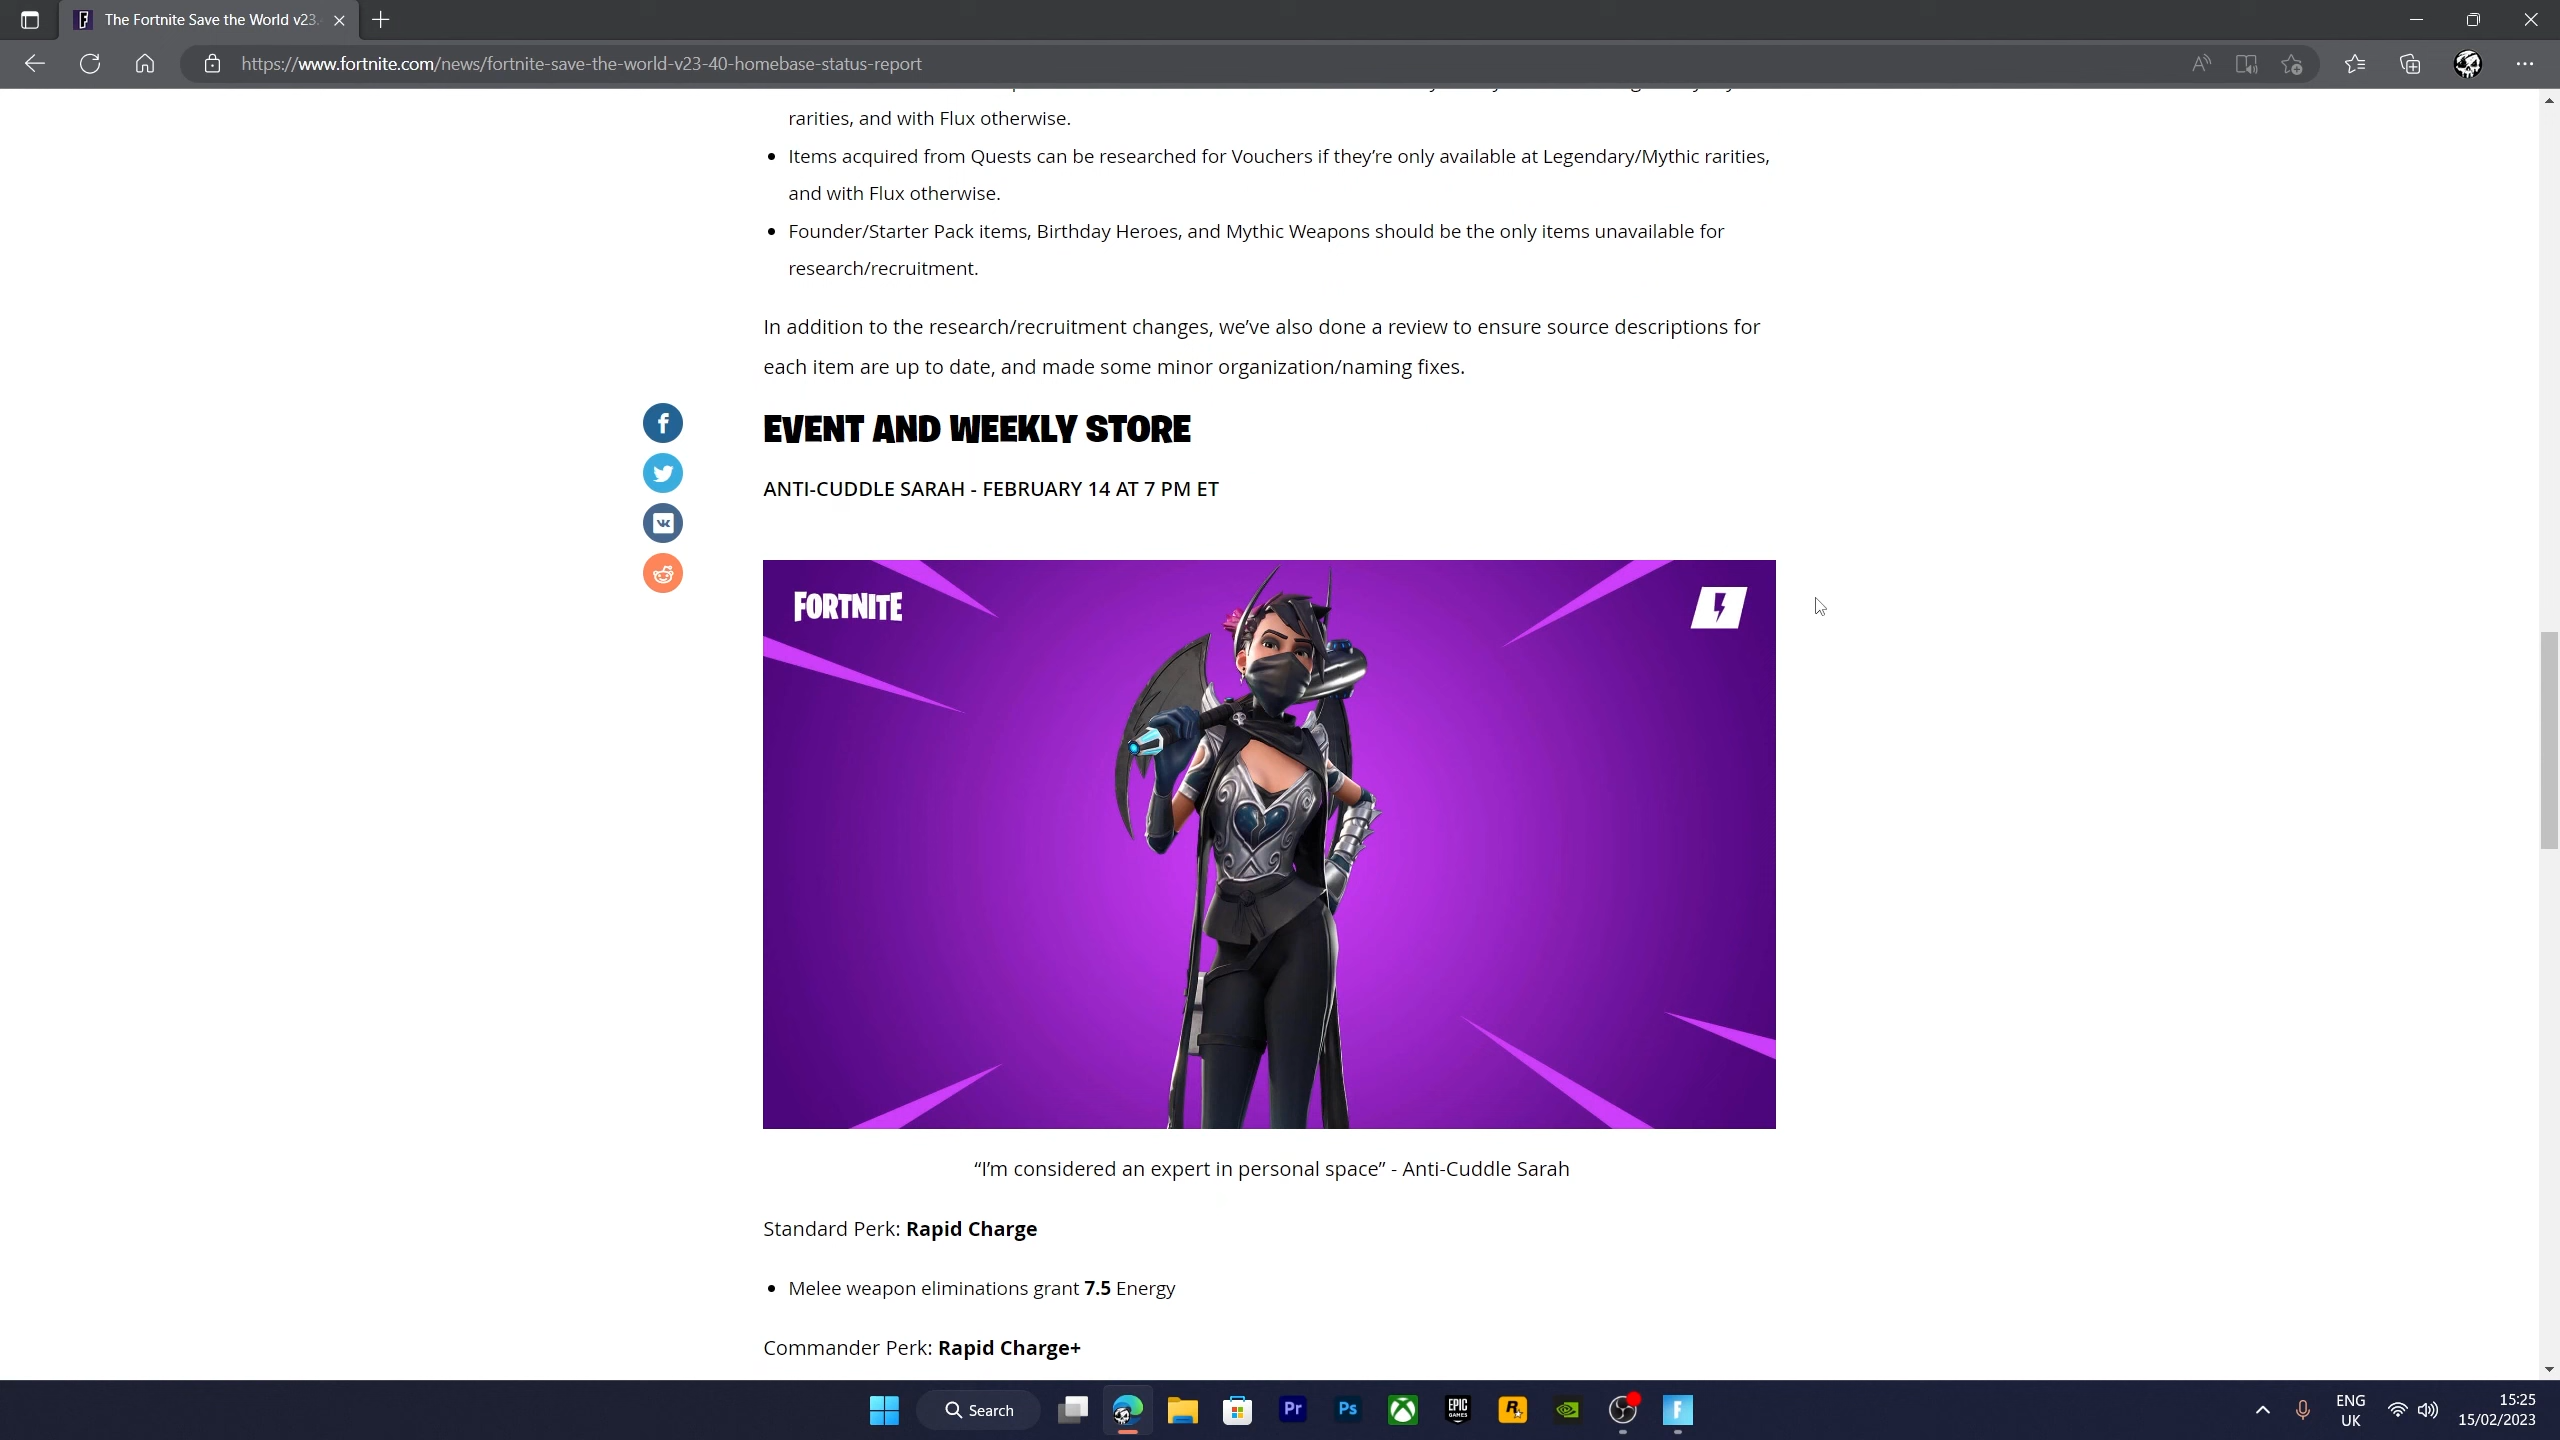 The Fortnite Save the World v23.
https://www.fortnite.com/news/fortnite-save-the-world-v23-40-homebase-status-report
rarities, and with Flux otherwise.
• Items acquired from Quests can be researched for Vouchers if they're only available at Legendary/Mythic rarities,
and with Flux otherwise.
• Founder/Starter Pack items, Birthday Heroes, and Mythic Weapons should be the only items unavailable for
research/recruitment.
In addition to the research/recruitment changes, we've also done a review to ensure source descriptions for
each item are up to date, and made some minor organization/naming fixes.
EVENT AND WEEKLY STORE
ANTI-CUDDLE SARAH - FEBRUARY 14 AT 7 PM ET
FORTNITE
“I'm considered an expert in personal space” - Anti-Cuddle Sarah
Standard Perk: Rapid Charge
• Melee weapon eliminations grant 7.5 Energy
Commander Perk: Rapid Charge+
Search
Pr
Ps
EPIC GAMES
ENG
UK
15:25
15/02/2023